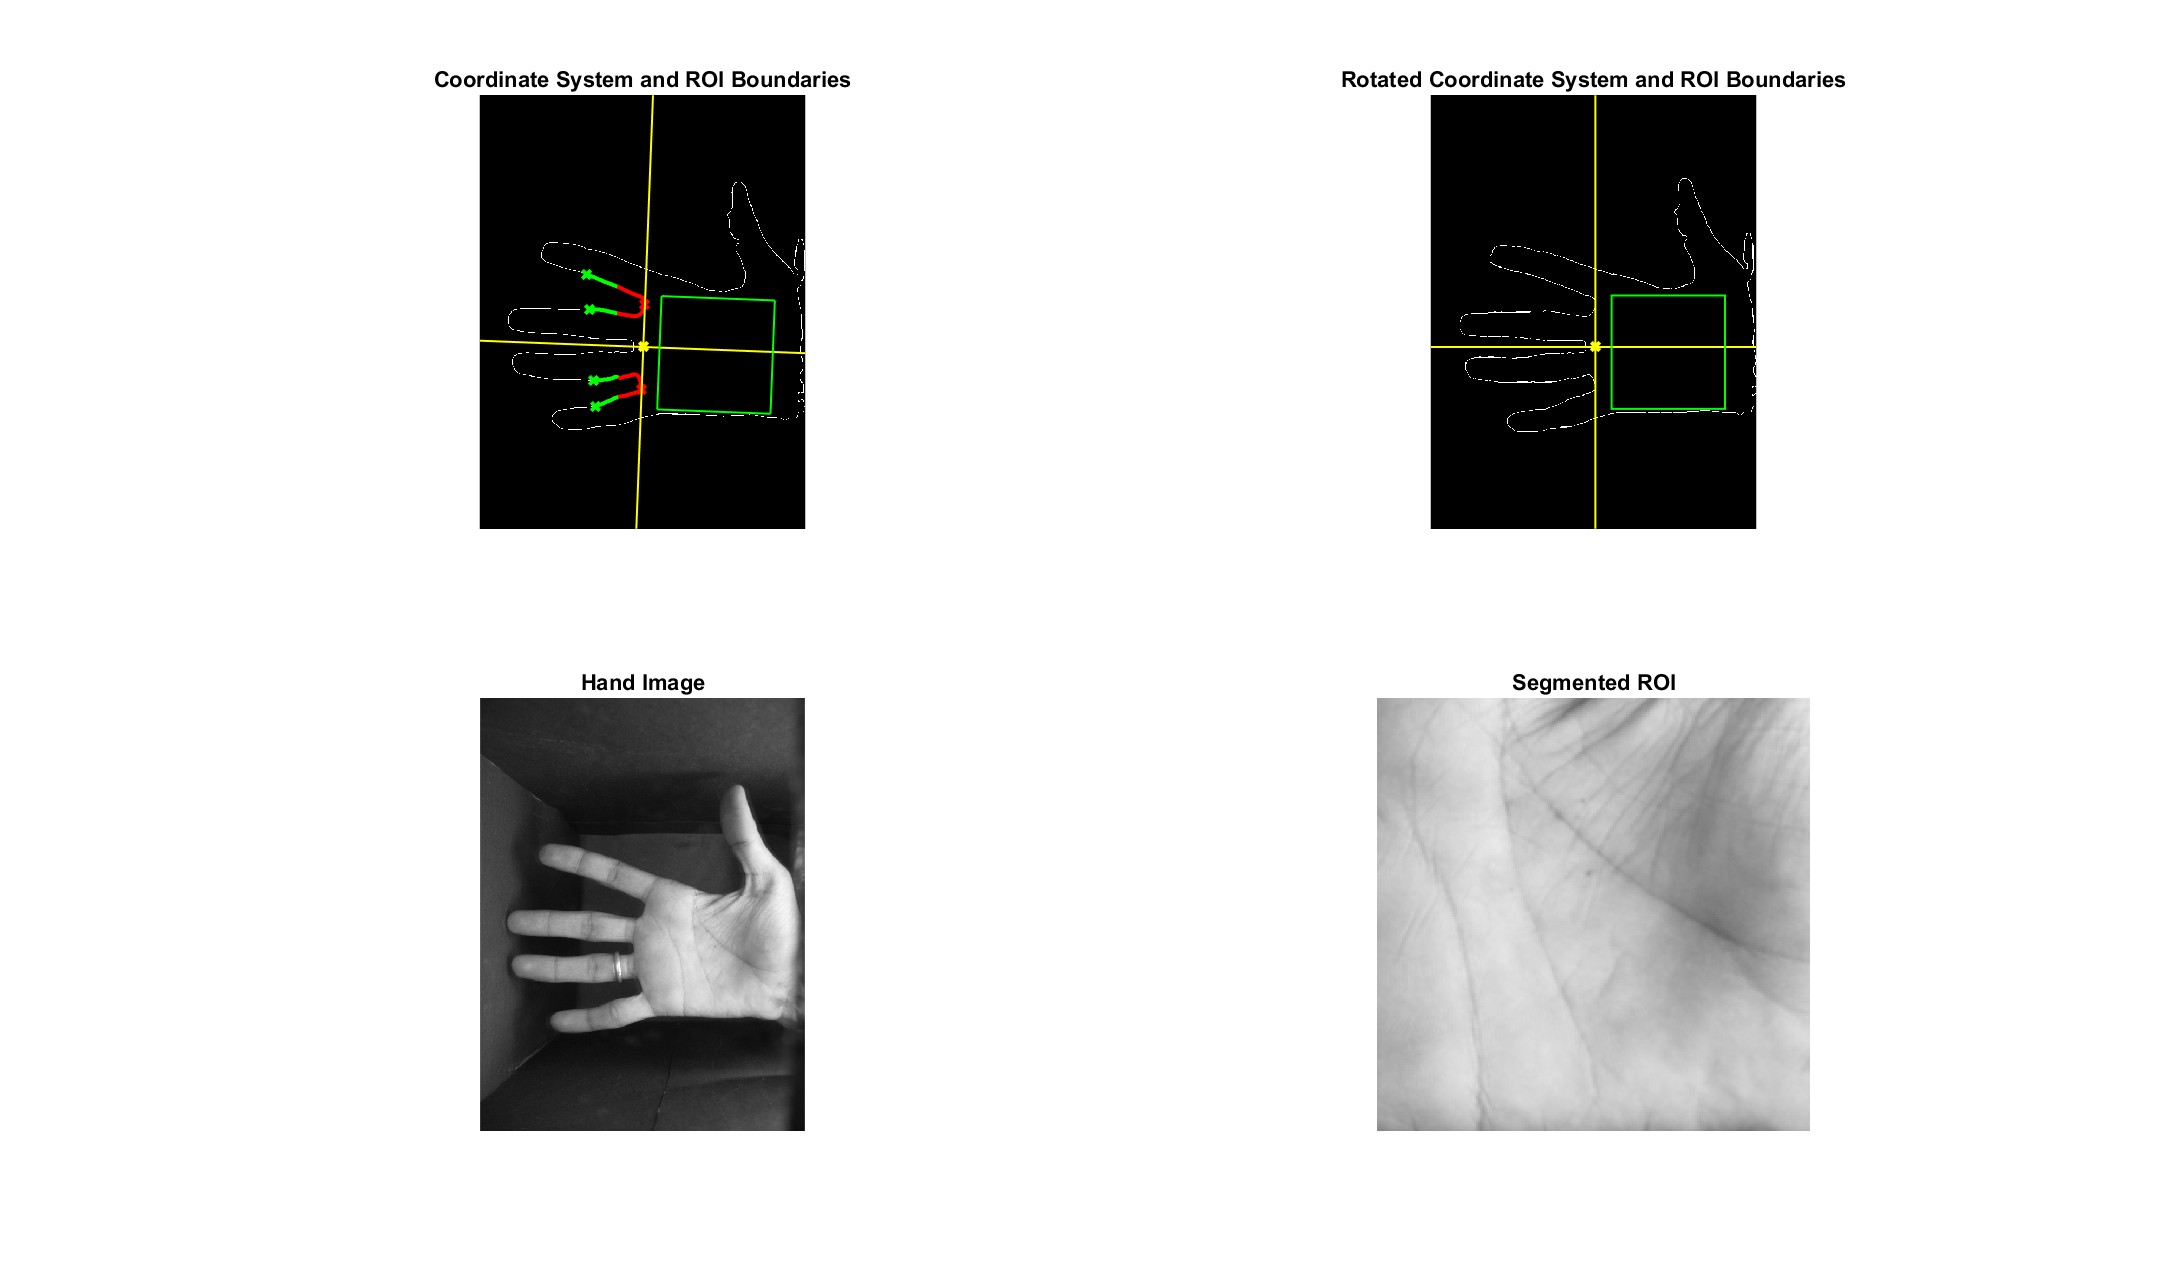 Coordinate System and ROI Boundaries
Rotated Coordinate System and ROI Boundaries
Hand Image
Segmented ROI